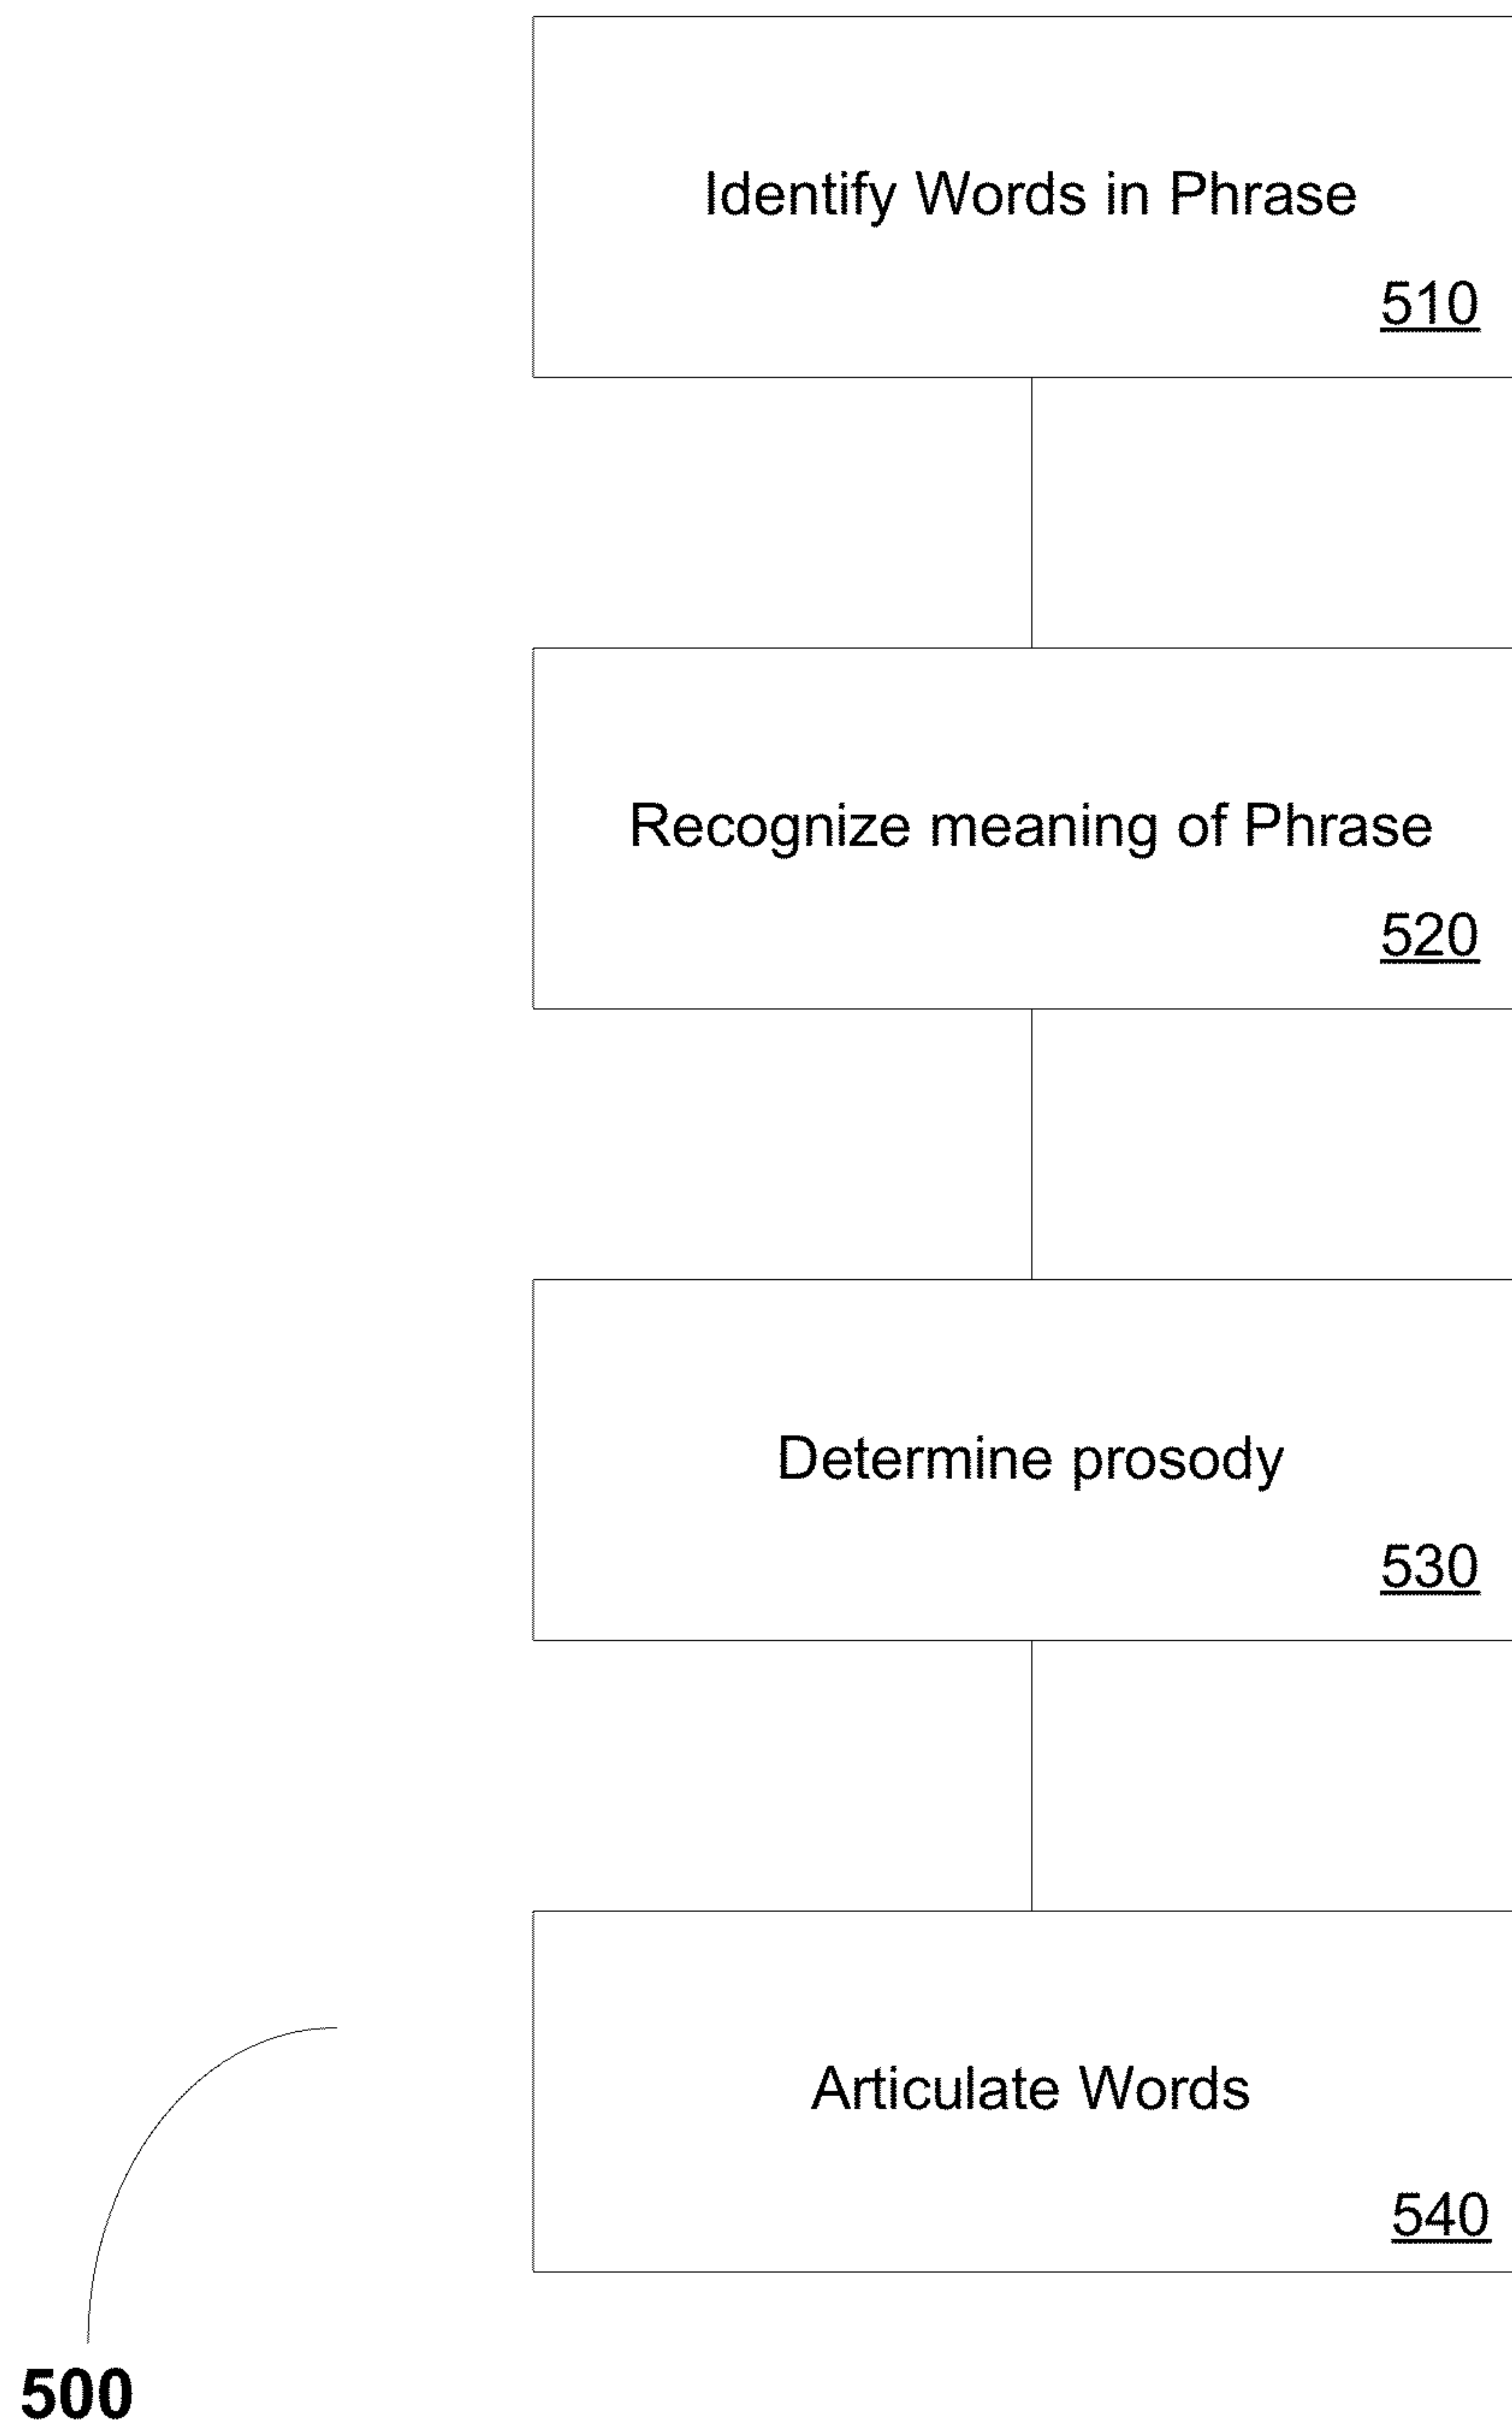 Identify Words in Phrase
510
Recognize meaning of Phrase
520
Determine prosody
530
Articulate Words
540
500